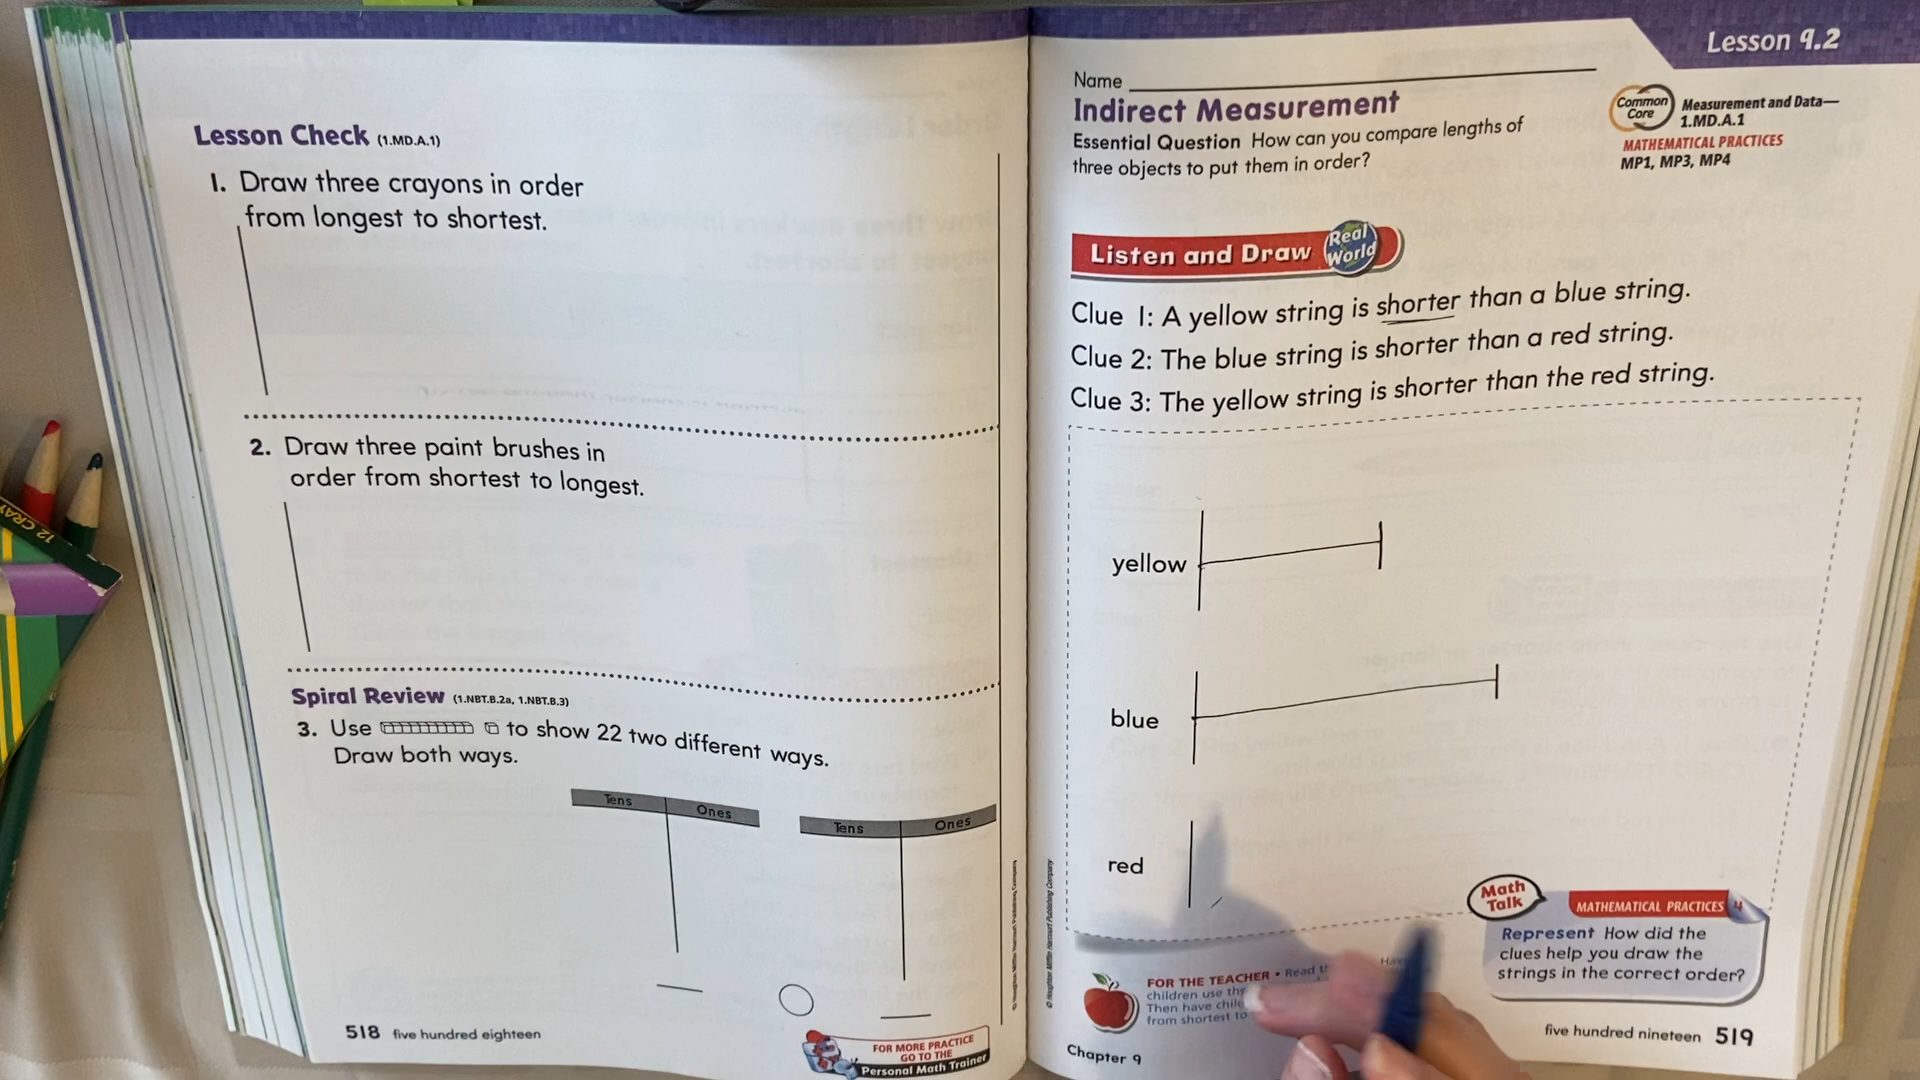 Lesson Check (1.MD.A.1)
1. Draw three crayons in order
from longest to shortest.
2. Draw three paint brushes in
order from shortest to longest.
Spiral Review (1.NBT.B.2a, 1.NBT.B.3)
3. Use to show 22 two different ways.
Draw both ways.
Tens Ones
Tens Ones
518 five hundred eighteen
FOR MORE PRACTICE
GO TO THE
Personal Math Trainer
12 CRAY
Lesson 9.2
Name
Indirect Measurement
Essential Question How can you compare lengths of
three objects to put them in order?
Common
Core
Measurement and Data—
1.MD.A.1
MATHEMATICAL PRACTICES
MP1, MP3, MP4
Listen and Draw
Real
World
Clue 1: A yellow string is shorter than a blue string.
Clue 2: The blue string is shorter than a red string.
Clue 3: The yellow string is shorter than the red string.
yellow
blue
red
Math
Talk
MATHEMATICAL PRACTICES 4
Represent How did the
clues help you draw the
strings in the correct order?
FOR THE TEACHER • Read
children use
Then have
from shortest to
Chapter 9
five hundred nineteen 519